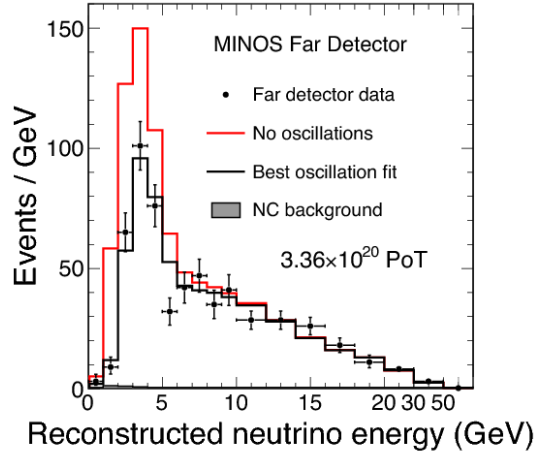 150
100
50
0
Events / GeV
MINOS Far Detector
Far detector data
No oscillations
Best oscillation fit
NC background
3.36×10²⁰ PoT
0 5 10 15 20 30 50
Reconstructed neutrino energy (GeV)